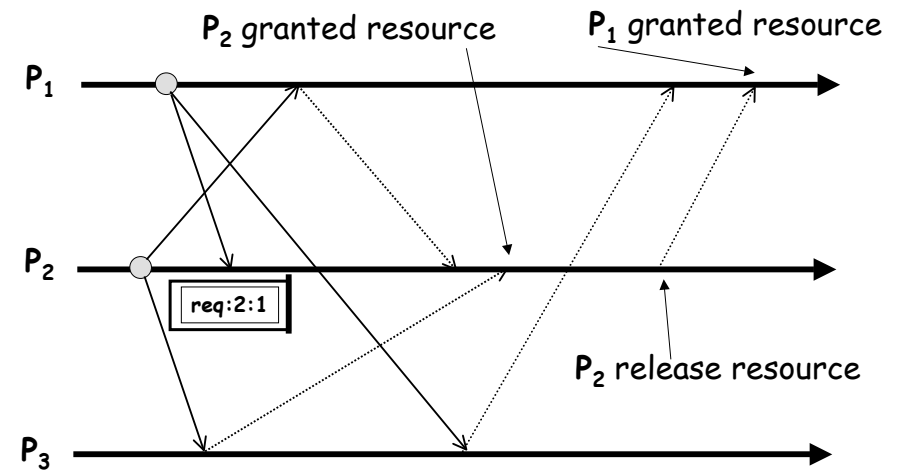 P2 granted resource
P1 granted resource
P1
P2
req:2:1
P2 release resource
P3